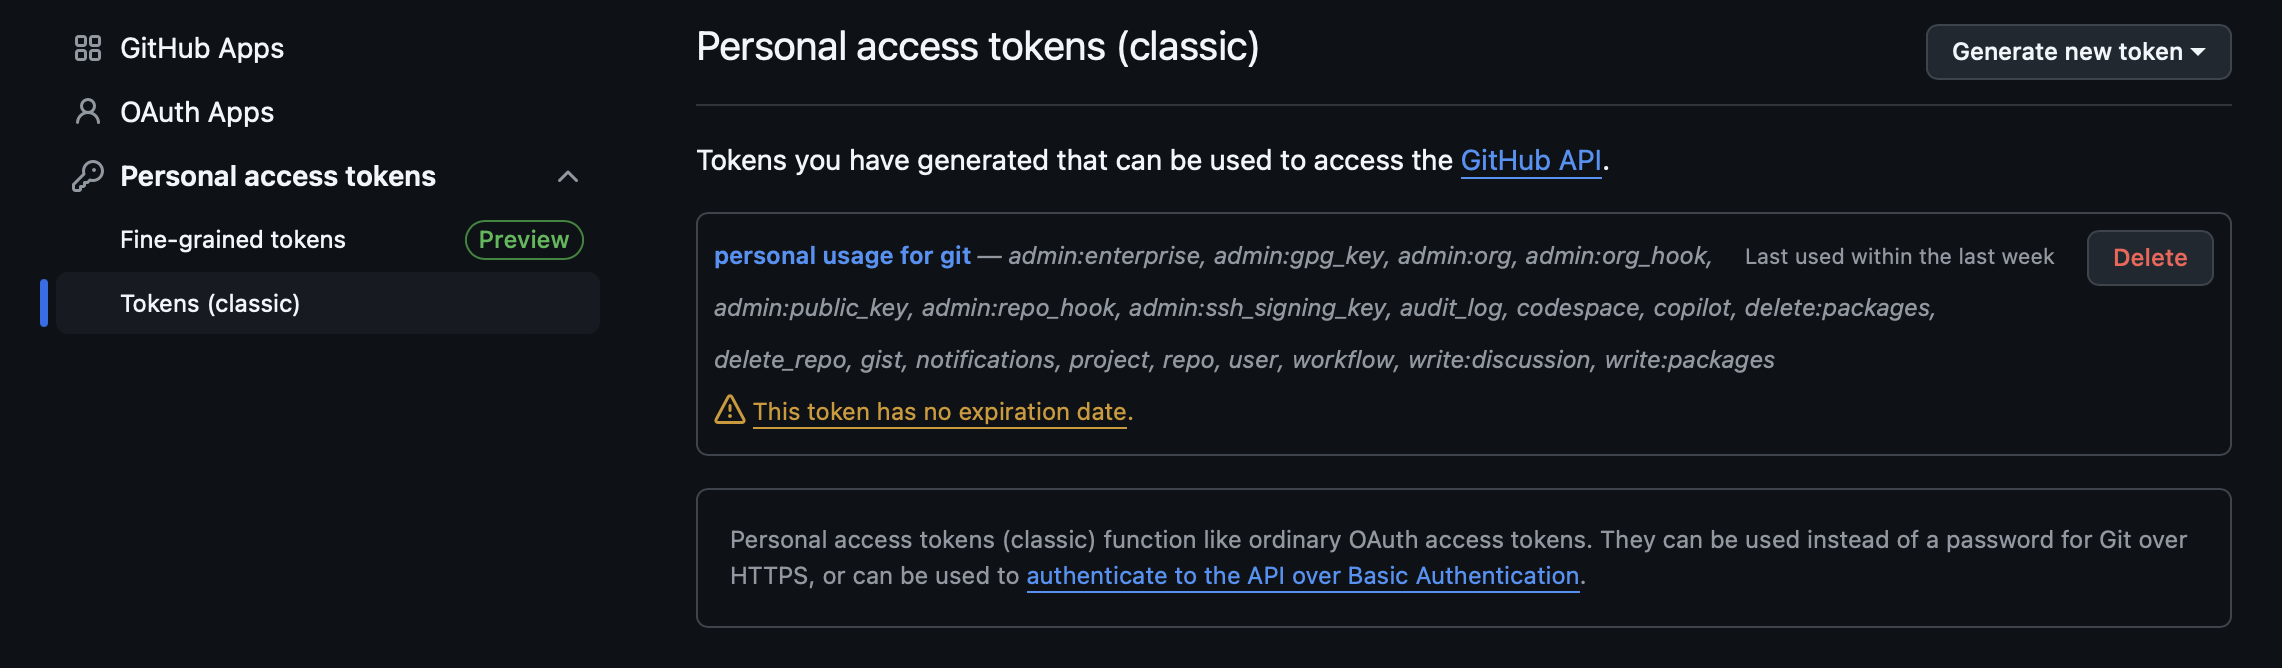 GitHub Apps
OAuth Apps
Personal access tokens
Fine-grained tokens Preview
Tokens (classic)
Personal access tokens (classic)
Generate new token
Tokens you have generated that can be used to access the GitHub API.
personal usage for git — admin:enterprise, admin:gpg_key, admin:org, admin:org_hook, Last used within the last week Delete
admin:public_key, admin:repo_hook, admin:ssh_signing_key, audit_log, codespace, copilot, delete:packages,
delete_repo, gist, notifications, project, repo, user, workflow, write:discussion, write:packages
This token has no expiration date.
Personal access tokens (classic) function like ordinary OAuth access tokens. They can be used instead of a password for Git over
HTTPS, or can be used to authenticate to the API over Basic Authentication.